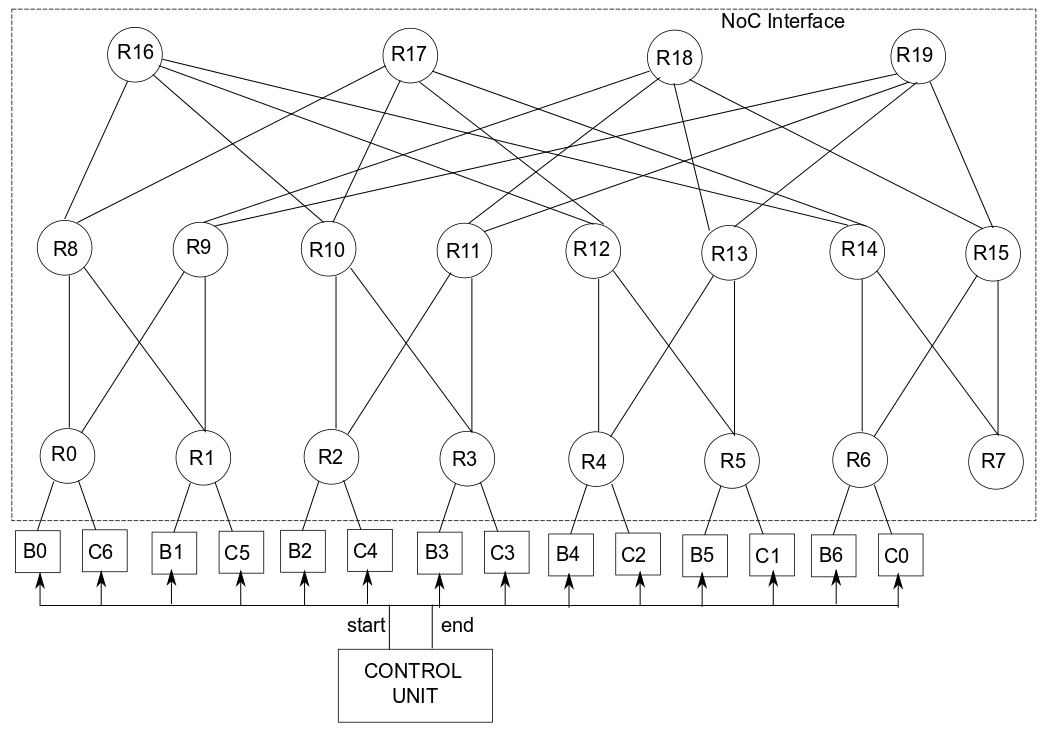 NoC Interface
R16 R17 R18 R19
R8 R9 R10 R11 R12 R13 R14 R15
R0 R1 R2 R3 R4 R5 R6 R7
B0 C6 B1 C5 B2 C4 B3 C3 B4 C2 B5 C1 B6 C0
start end
CONTROL
UNIT